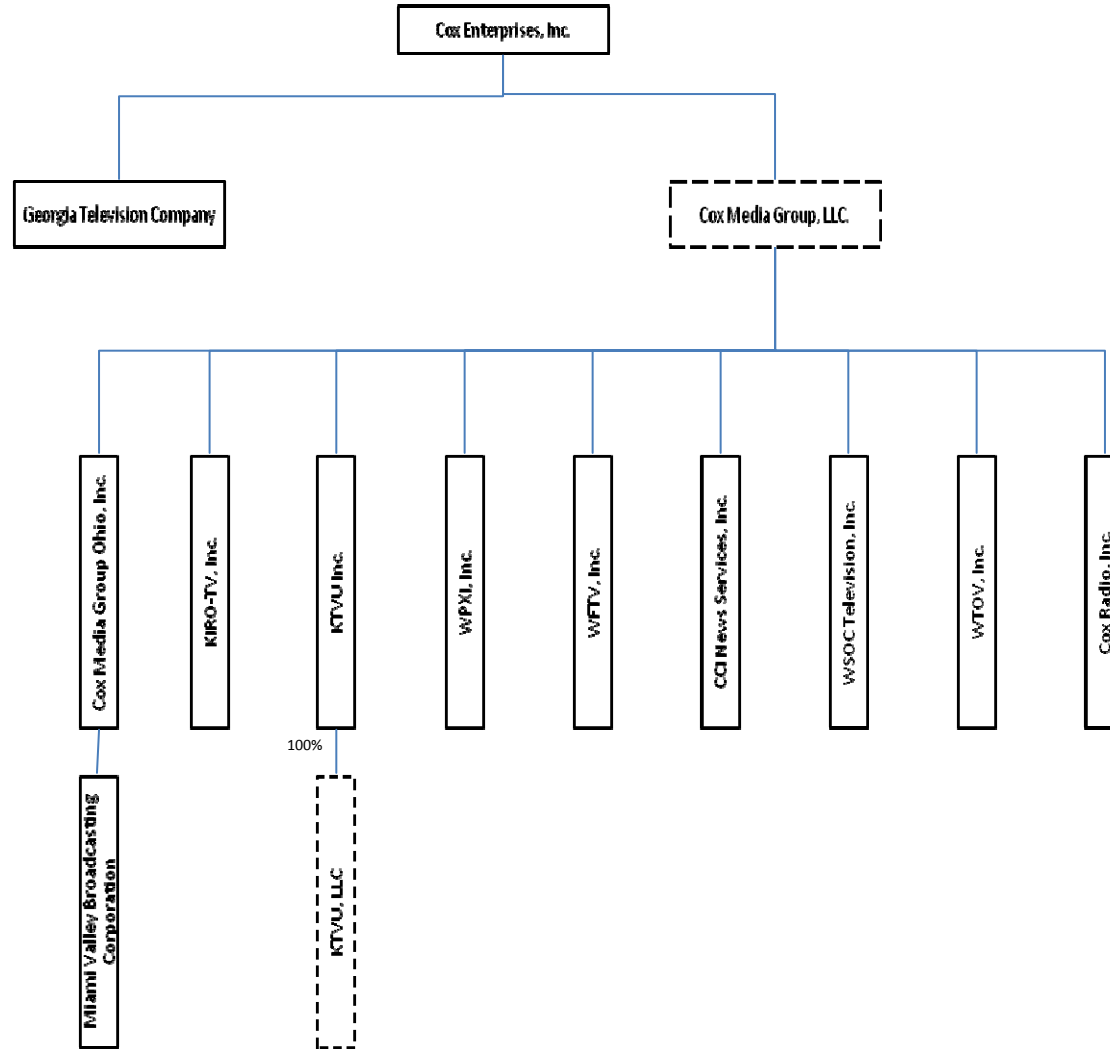 Cox Enterprises, Inc.
Georgia Television Company
Cox Media Group, LLC.
Cox Media Group Ohio, Inc.
KIRO-TV, Inc.
KTVU Inc.
WPXI, Inc.
WFTV, Inc.
CCI News Services, Inc.
WSOC Television, Inc.
WTOV, Inc.
Cox Radio, Inc.
100%
Miami Valley Broadcasting
Corporation
KTVU, LLC